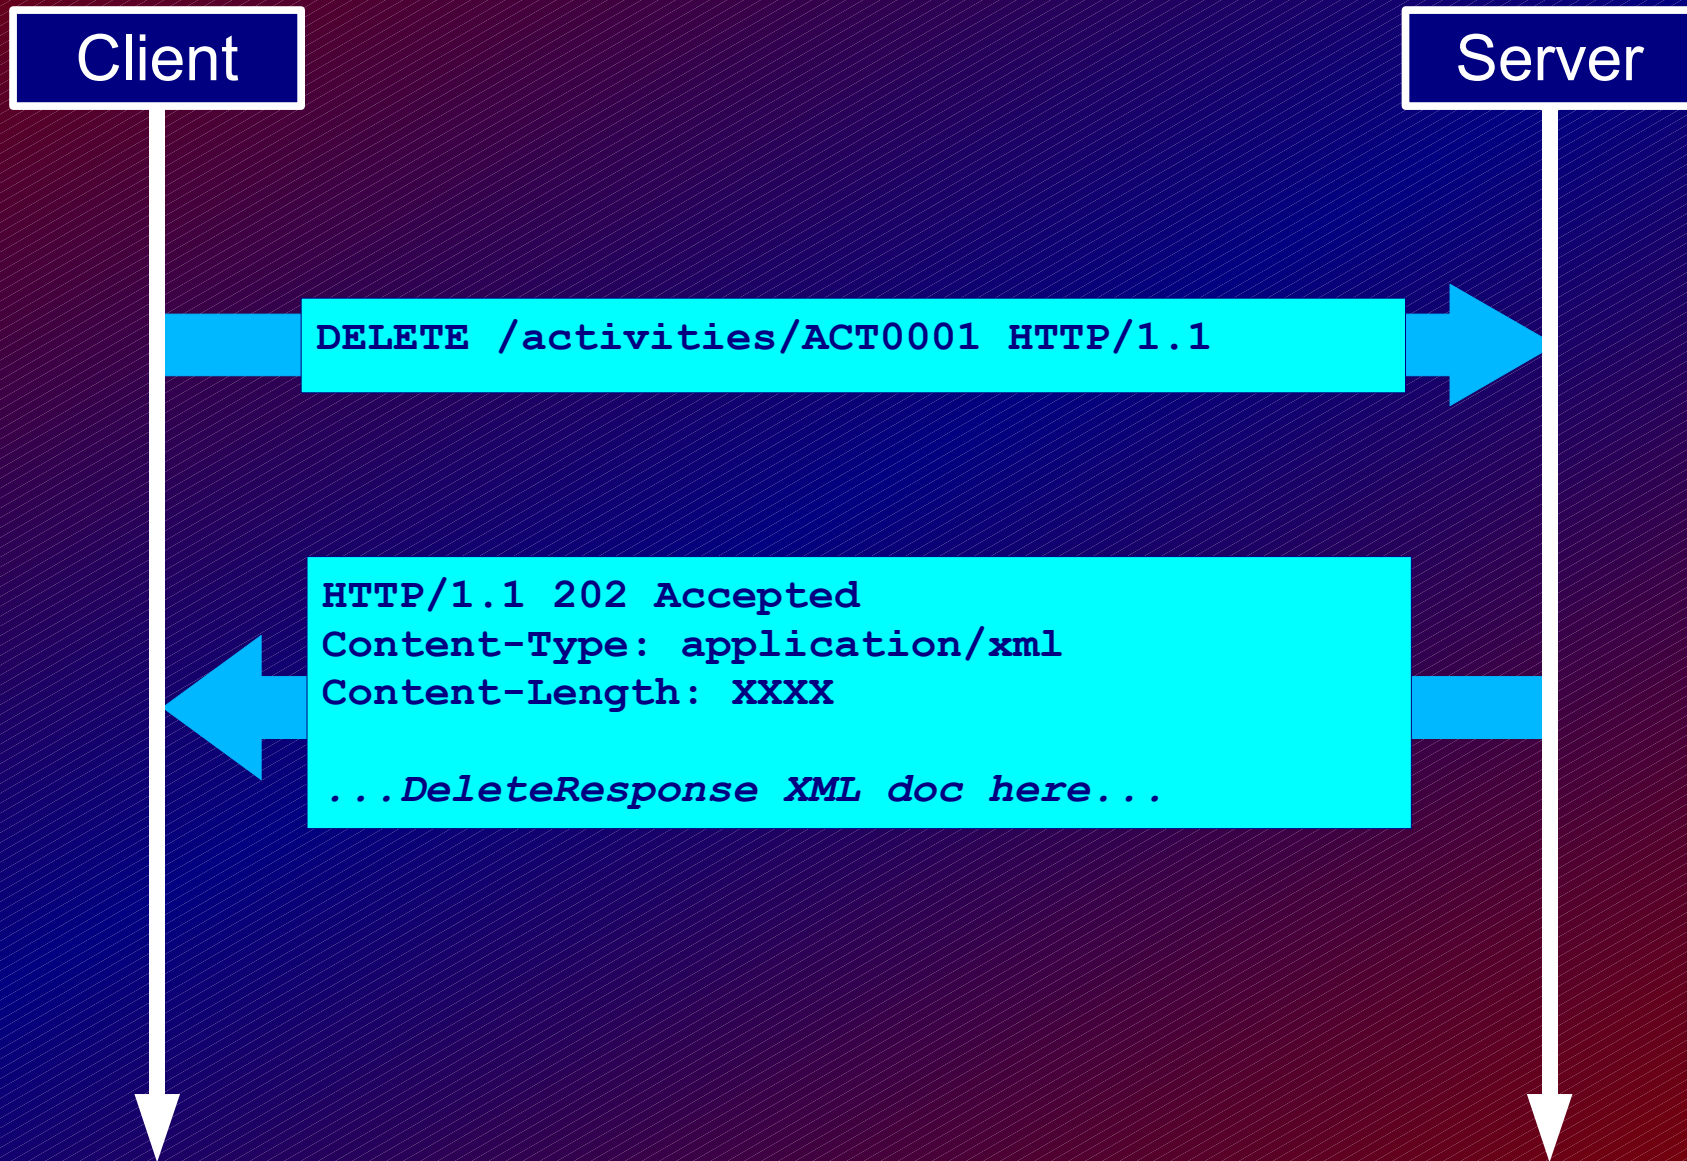 Client
Server
DELETE /activities/ACT0001 HTTP/1.1
HTTP/1.1 202 Accepted
Content-Type: application/xml
Content-Length: XXXX
...DeleteResponse XML doc here...